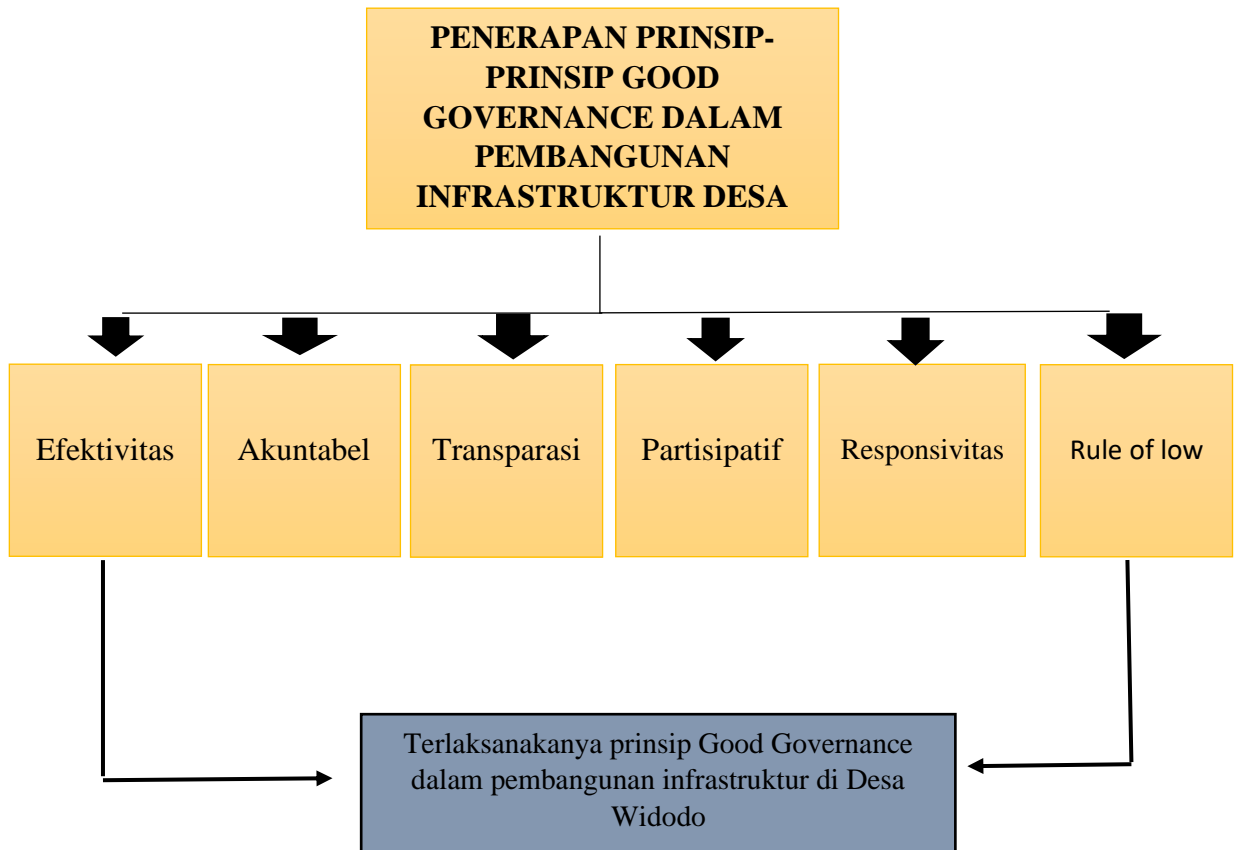 PENERAPAN PRINSIP-
PRINSIP GOOD
GOVERNANCE DALAM
PEMBANGUNAN
INFRASTRUKTUR DESA
Efektivitas
Akuntabel
Transparasi
Partisipatif
Responsivitas
Rule of low
Terlaksanakanya prinsip Good Governance
dalam pembangunan infrastruktur di Desa
Widodo